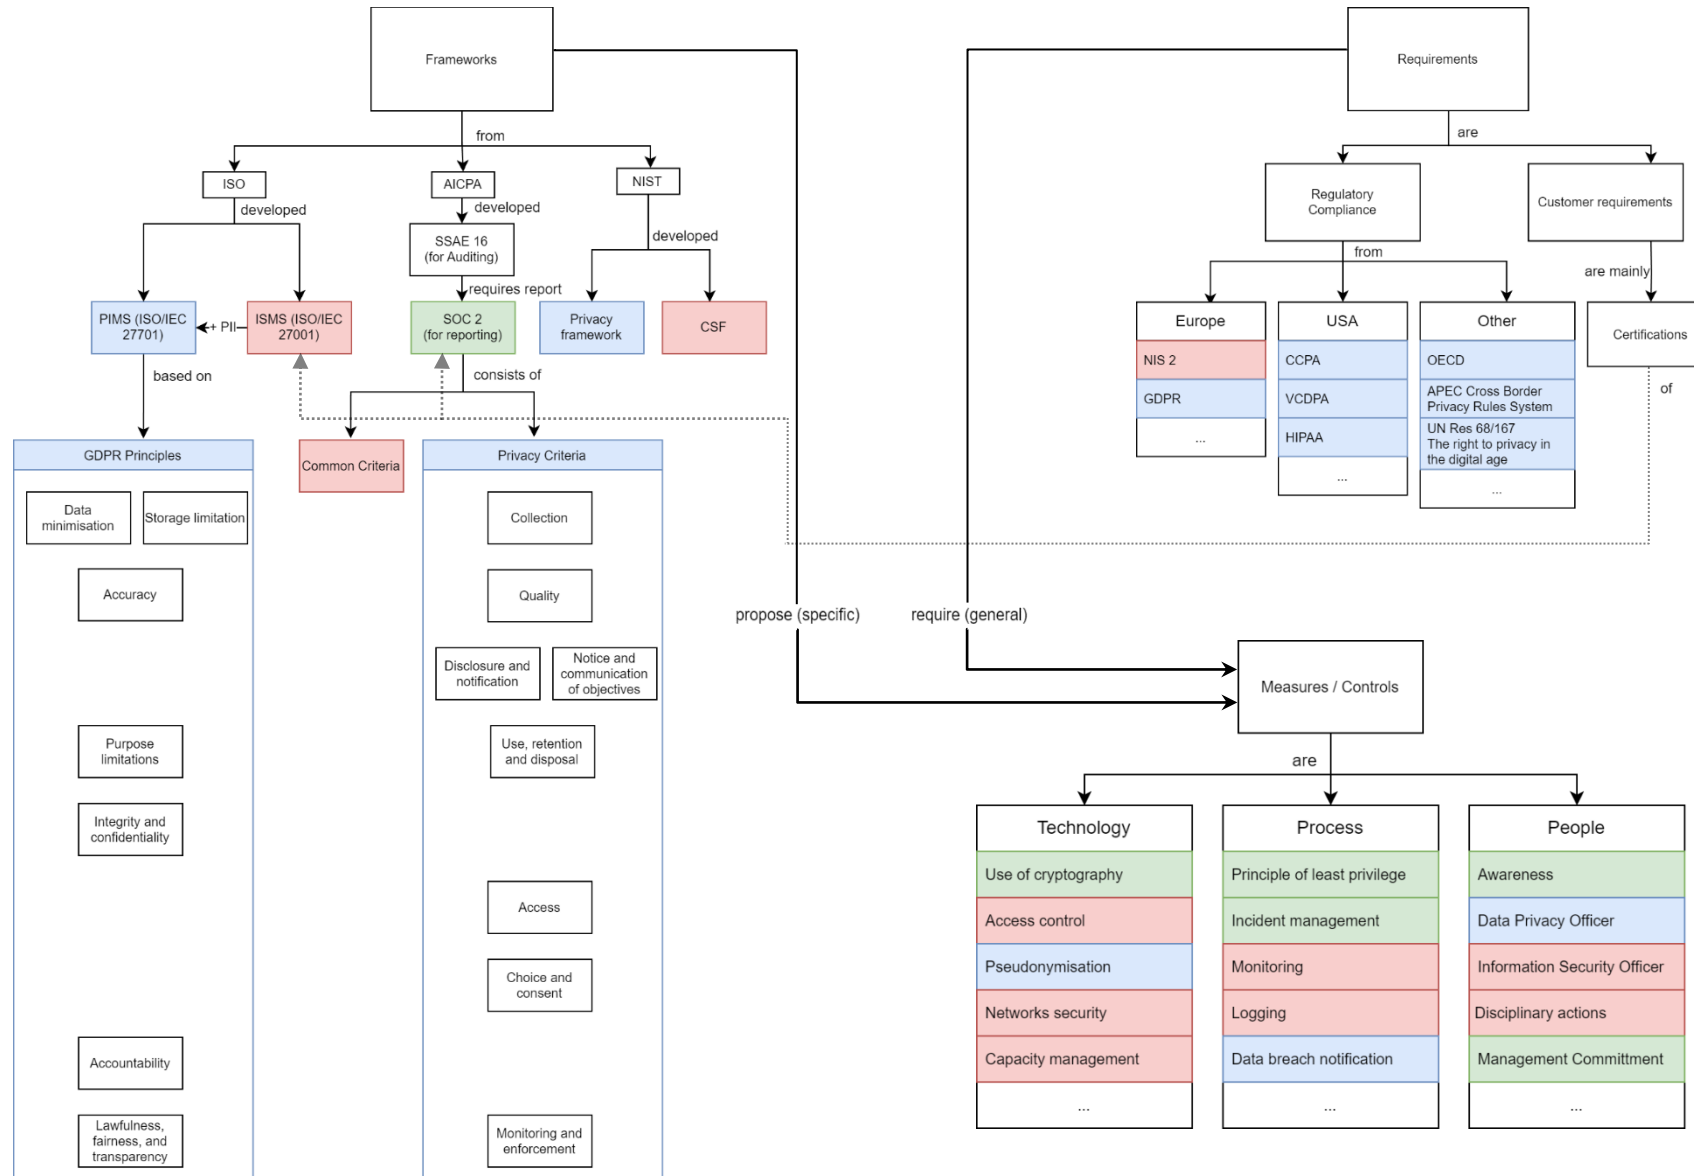 Frameworks
Requirements
from
are
ISO
AICPA
NIST
Regulatory
Compliance
Customer requirements
developed
developed
developed
SSAE 16
(for Auditing)
from
are mainly
requires report
PIMS (ISO/IEC
27701)
+ PII
ISMS (ISO/IEC
27001)
SOC 2
(for reporting)
Privacy
framework
CSF
Europe
NIS 2
GDPR
...
USA
CCPA
VCDPA
HIPAA
...
Other
OECD
APEC Cross Border
Privacy Rules System
UN Res 68/167
The right to privacy in
the digital age
...
Certifications
of
based on
consists of
GDPR Principles
Data
minimisation
Storage limitation
Accuracy
Purpose
limitations
Integrity and
confidentiality
Accountability
Lawfulness,
fairness, and
transparency
Common Criteria
Privacy Criteria
Collection
Quality
Disclosure and
notification
Notice and
communication
of objectives
Use, retention
and disposal
Access
Choice and
consent
Monitoring and
enforcement
propose (specific)
require (general)
Measures / Controls
are
Technology
Use of cryptography
Access control
Pseudonymisation
Networks security
Capacity management
...
Process
Principle of least privilege
Incident management
Monitoring
Logging
Data breach notification
...
People
Awareness
Data Privacy Officer
Information Security Officer
Disciplinary actions
Management Committment
...